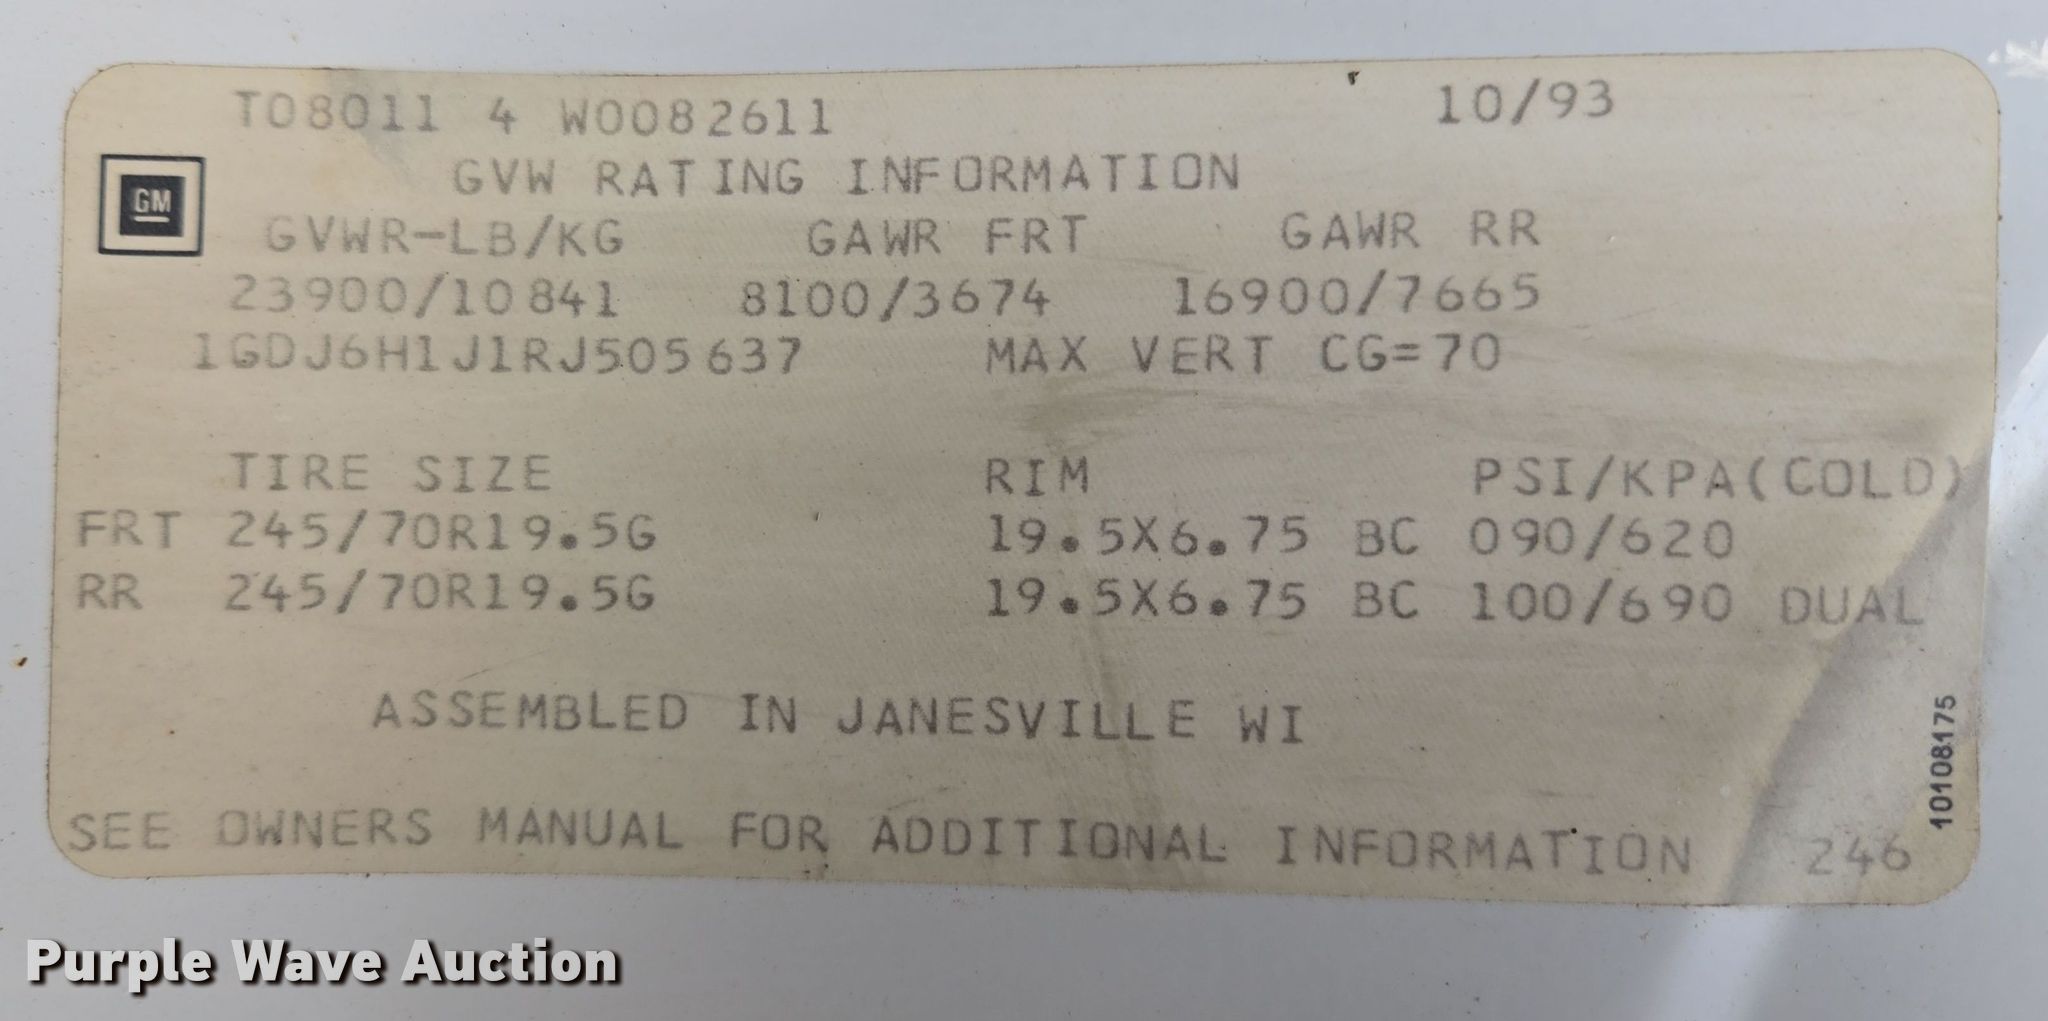 T08011 4 W0082611 10/93
GM
GVW RATING INFORMATION
GVWR-LB/KG GAWR FRT GAWR RR
23900/10841 8100/3674 16900/7665
1GDJ6H1J1RJ505637 MAX VERT CG=70
TIRE SIZE RIM PSI/KPA(COLD)
FRT 245/70R19.5G 19.5X6.75 BC 090/620
RR 245/70R19.5G 19.5X6.75 BC 100/690 DUAL
ASSEMBLED IN JANESVILLE WI
SEE OWNERS MANUAL FOR ADDITIONAL INFORMATION 246
10108175
Purple Wave Auction